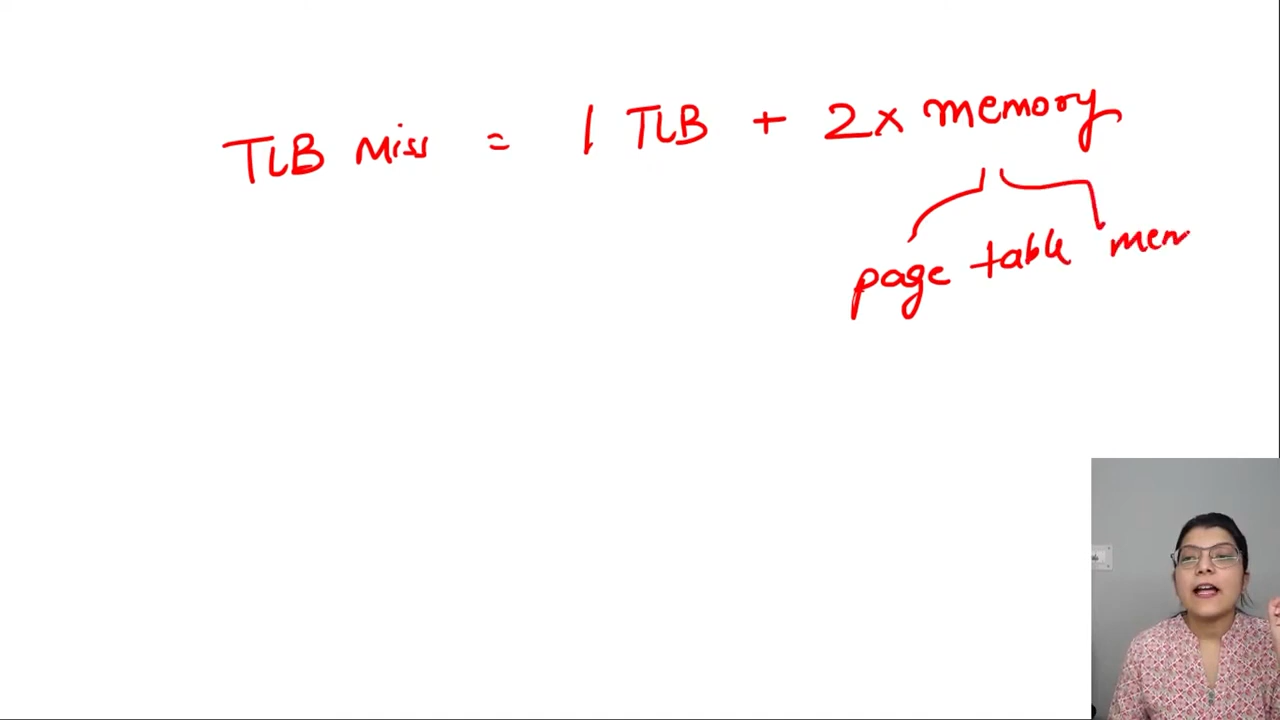 TLB Miss = 1 TLB + 2x memory
page table mem